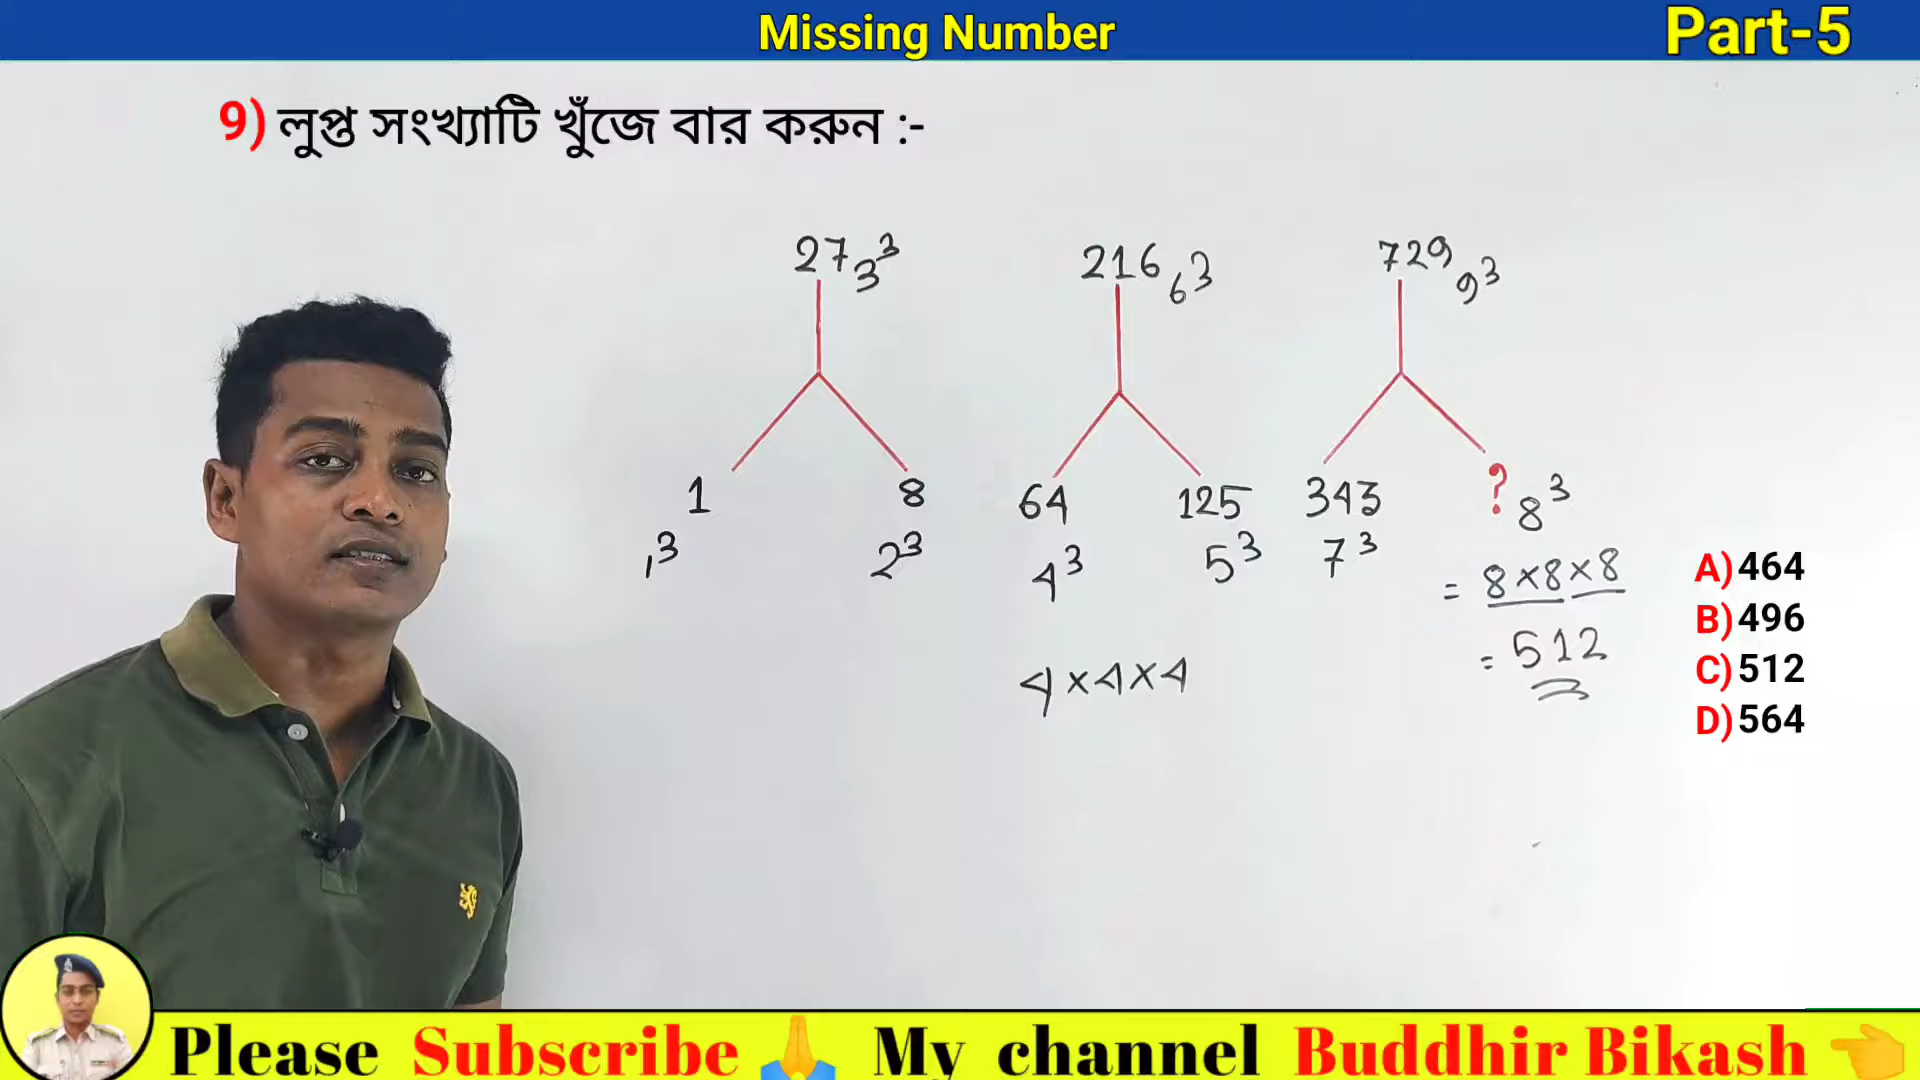 Missing Number
Part-5
9) লুপ্ত সংখ্যাটি খুঁজে বার করুন :-
27 3³ 216 6³ 729 9³
1 8 64 125 343 ? 8³
1³ 2³ 4³ 5³ 7³
= 8×8×8
= 512
4×4×4
A) 464
B) 496
C) 512
D) 564
Please Subscribe 🙏 My channel Buddhir Bikash 👈